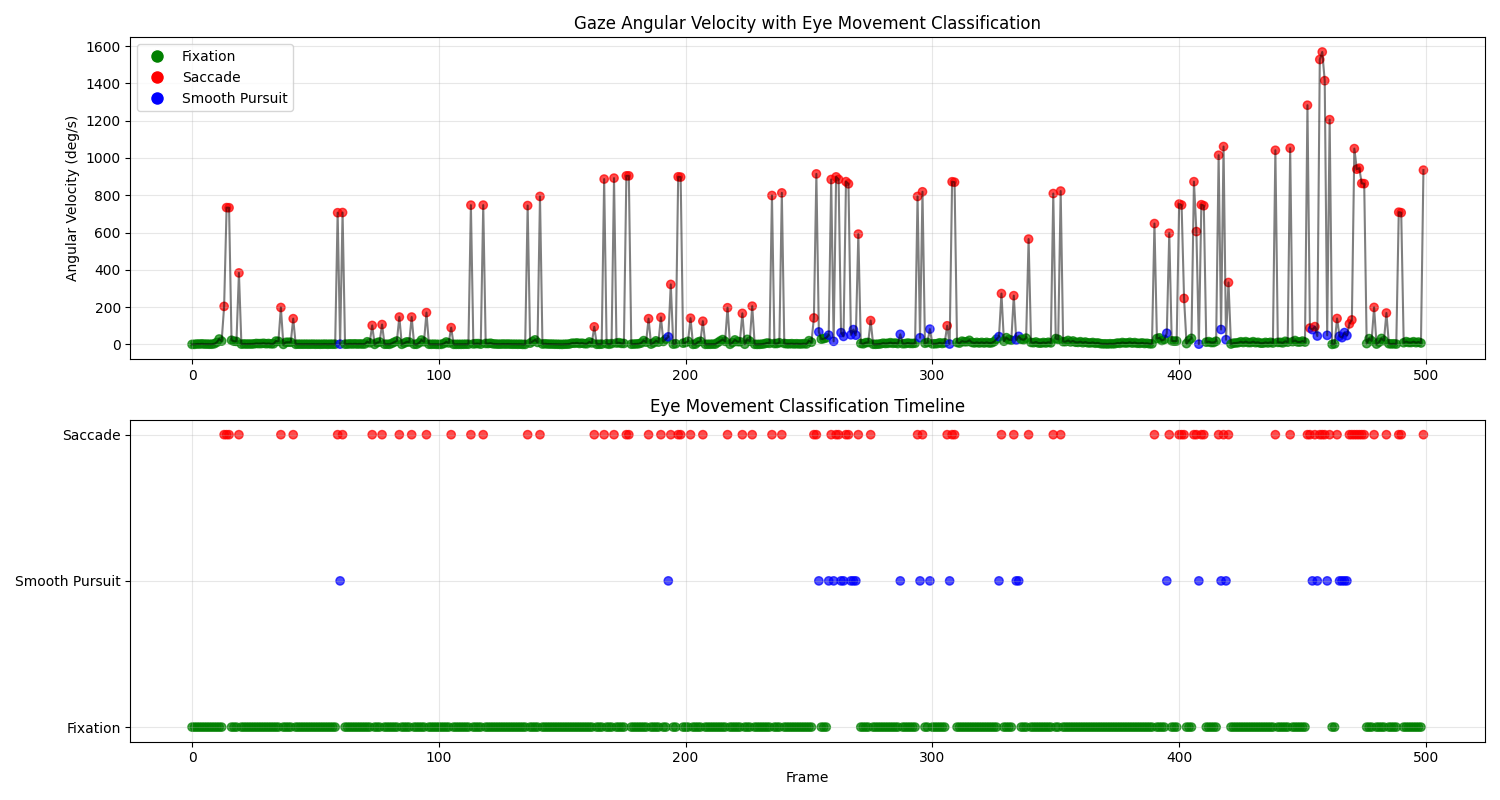 Gaze Angular Velocity with Eye Movement Classification
Fixation
Saccade
Smooth Pursuit
1600
1400
1200
1000
800
600
400
200
0
Angular Velocity (deg/s)
0 100 200 300 400 500
Eye Movement Classification Timeline
Saccade
Smooth Pursuit
Fixation
0 100 200 300 400 500
Frame